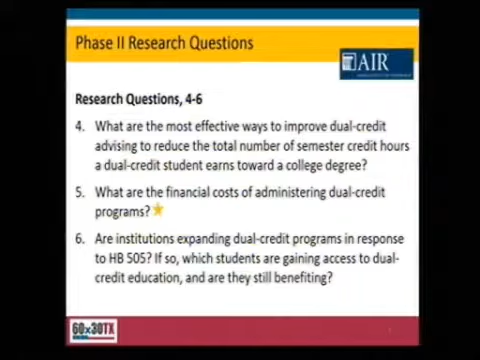 Phase II Research Questions
AIR
Research Questions, 4-6
4. What are the most effective ways to improve dual-credit
advising to reduce the total number of semester credit hours
a dual-credit student earns toward a college degree?
5. What are the financial costs of administering dual-credit
programs?
6. Are institutions expanding dual-credit programs in response
to HB 505? If so, which students are gaining access to dual-
credit education, and are they still benefiting?
60x30TX